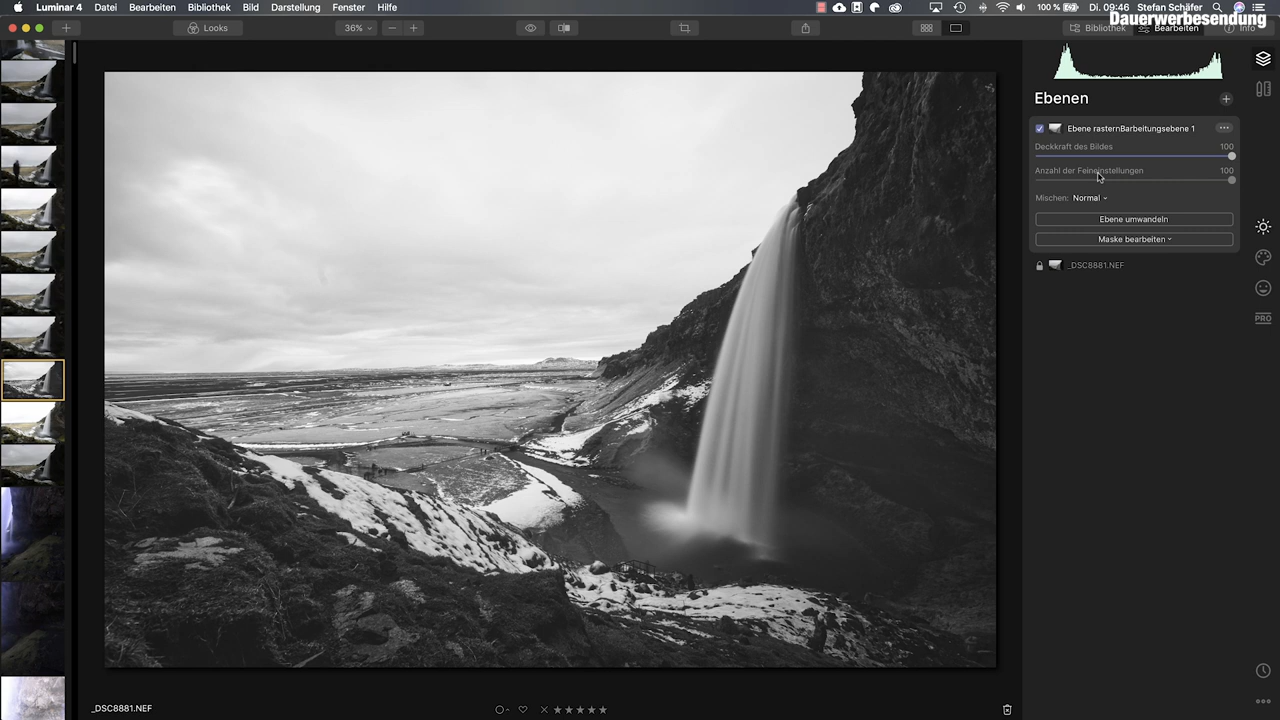 Luminar 4 Datei Bearbeiten Bibliothek Bild Darstellung Fenster Hilfe 100 % Di. 09:46 Stefan Schäfer
Dauerwerbesendung
Looks 36% Bibliothek Bearbeiten Info
Ebenen
Ebene rasternBarbeitungsebene 1
Deckkraft des Bildes 100
Anzahl der Feineinstellungen 100
Mischen: Normal
Ebene umwandeln
Maske bearbeiten
_DSC8881.NEF
PRO
_DSC8881.NEF